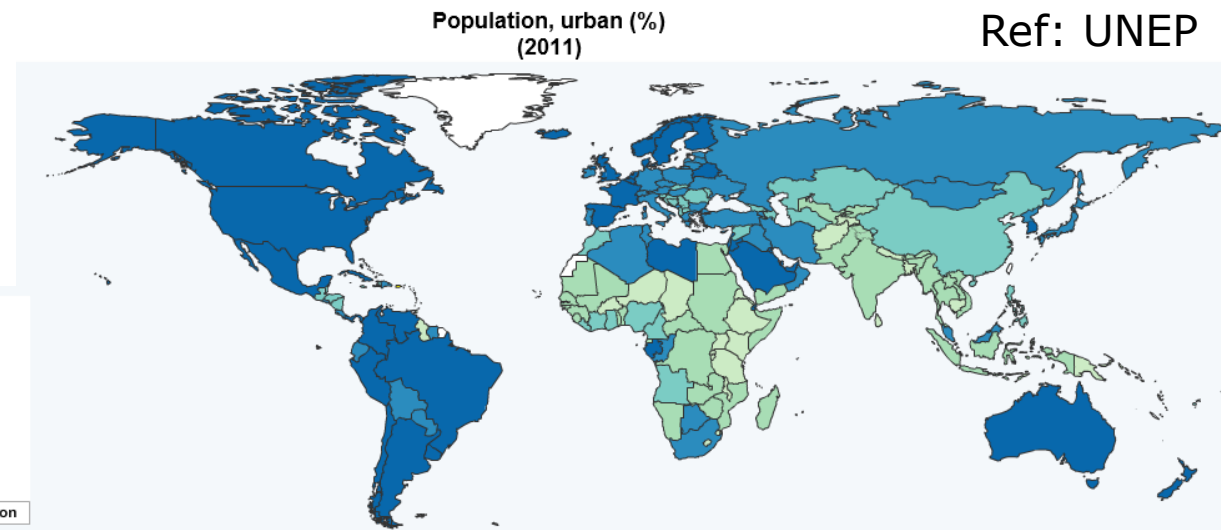 Population, urban (%)
(2011)
Ref: UNEP
on